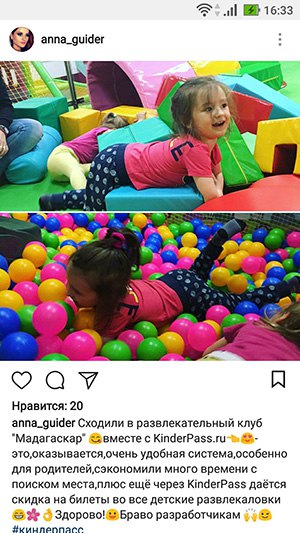 16:33
anna_guider
Нравится: 20
anna_guider Сходили в развлекательный клуб
"Мадагаскар" 😋вместе с KinderPass.ru👈😍-
это,оказывается,очень удобная система,особенно
для родителей,сэкономили много времени с
поиском места,плюс ещё через KinderPass даётся
скидка на билеты во все детские развлекаловки
😁🌸👌Здорово!😋Браво разработчикам 🙌😉
#киндерпасс